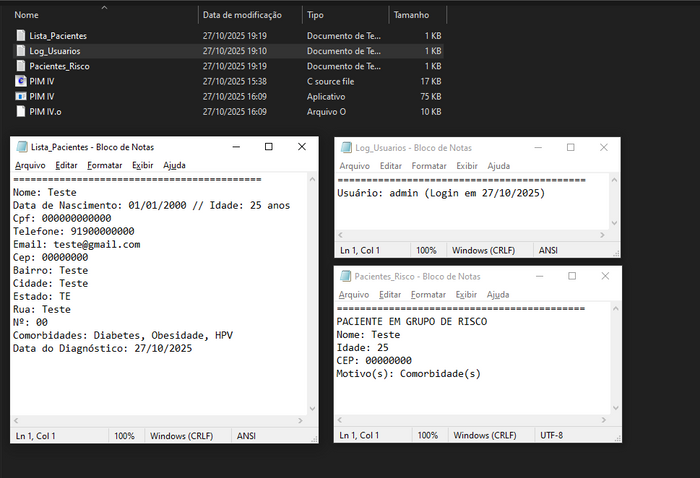 Nome Data de modificação Tipo Tamanho
Lista_Pacientes 27/10/2025 19:19 Documento de Te... 1 KB
Log_Usuarios 27/10/2025 19:10 Documento de Te... 1 KB
Pacientes_Risco 27/10/2025 19:19 Documento de Te... 1 KB
PIM IV 27/10/2025 15:38 C source file 17 KB
PIM IV 27/10/2025 16:09 Aplicativo 75 KB
PIM IV.o 27/10/2025 16:09 Arquivo O 10 KB
Lista_Pacientes - Bloco de Notas
Arquivo Editar Formatar Exibir Ajuda
==========================================
Nome: Teste
Data de Nascimento: 01/01/2000 // Idade: 25 anos
Cpf: 000000000000
Telefone: 91900000000
Email: teste@gmail.com
Cep: 00000000
Bairro: Teste
Cidade: Teste
Estado: TE
Rua: Teste
Nº: 00
Comorbidades: Diabetes, Obesidade, HPV
Data do Diagnóstico: 27/10/2025
Ln 1, Col 1 100% Windows (CRLF) ANSI
Log_Usuarios - Bloco de Notas
Arquivo Editar Formatar Exibir Ajuda
==========================================
Usuário: admin (Login em 27/10/2025)
Ln 1, Col 1 100% Windows (CRLF) ANSI
Pacientes_Risco - Bloco de Notas
Arquivo Editar Formatar Exibir Ajuda
==========================================
PACIENTE EM GRUPO DE RISCO
Nome: Teste
Idade: 25
CEP: 00000000
Motivo(s): Comorbidade(s)
Ln 1, Col 1 100% Windows (CRLF) UTF-8